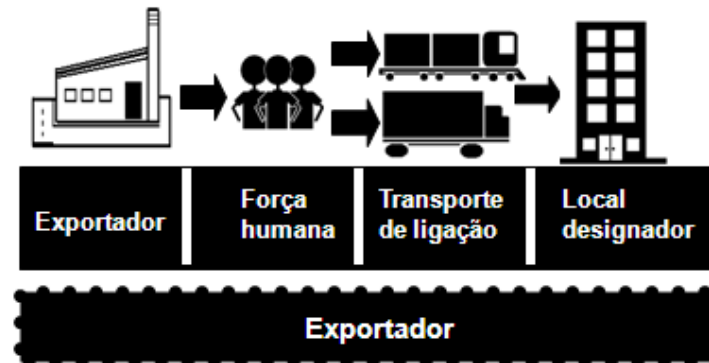 Exportador
Força
humana
Transporte
de ligação
Local
designador
Exportador